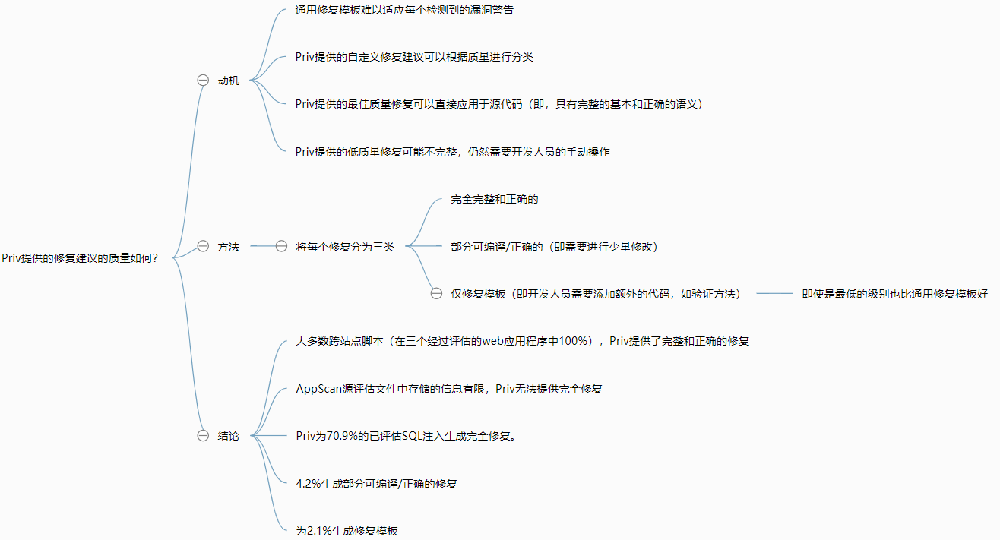 Priv提供的修复建议的质量如何？
动机
通用修复模板难以适应每个检测到的漏洞警告
Priv提供的自定义修复建议可以根据质量进行分类
Priv提供的最佳质量修复可以直接应用于源代码（即，具有完整的基本和正确的语义）
Priv提供的低质量修复可能不完整，仍然需要开发人员的手动操作
方法
将每个修复分为三类
完全完整和正确的
部分可编译/正确的（即需要进行少量修改）
仅修复模板（即开发人员需要添加额外的代码，如验证方法）
即使是最低的级别也比通用修复模板好
结论
大多数跨站点脚本（在三个经过评估的web应用程序中100%），Priv提供了完整和正确的修复
AppScan源评估文件中存储的信息有限，Priv无法提供完全修复
Priv为70.9%的已评估SQL注入生成完全修复。
4.2%生成部分可编译/正确的修复
为2.1%生成修复模板